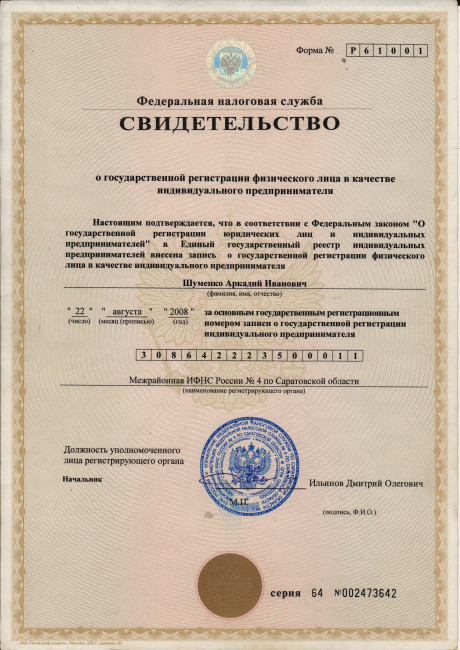 Форма № Р 6 1 0 0 1
Федеральная налоговая служба
СВИДЕТЕЛЬСТВО
о государственной регистрации физического лица в качестве
индивидуального предпринимателя
Настоящим подтверждается, что в соответствии с Федеральным законом "О
государственной регистрации юридических лиц и индивидуальных
предпринимателей" в Единый государственный реестр индивидуальных
предпринимателей внесена запись о государственной регистрации физического
лица в качестве индивидуального предпринимателя
Шуменко Аркадий Иванович
(фамилия, имя, отчество)
" 22 " " августа " " 2008 " за основным государственным регистрационным
(число) (месяц (прописью) (год) номером записи о государственной регистрации
индивидуального предпринимателя
3 0 8 6 4 2 2 2 3 5 0 0 0 1 1
Межрайонная ИФНС России № 4 по Саратовской области
(наименование регистрирующего органа)
Должность уполномоченного
лица регистрирующего органа
Начальник
Ильинов Дмитрий Олегович
М.П.
(подпись, Ф.И.О.)
серия 64 №002473642